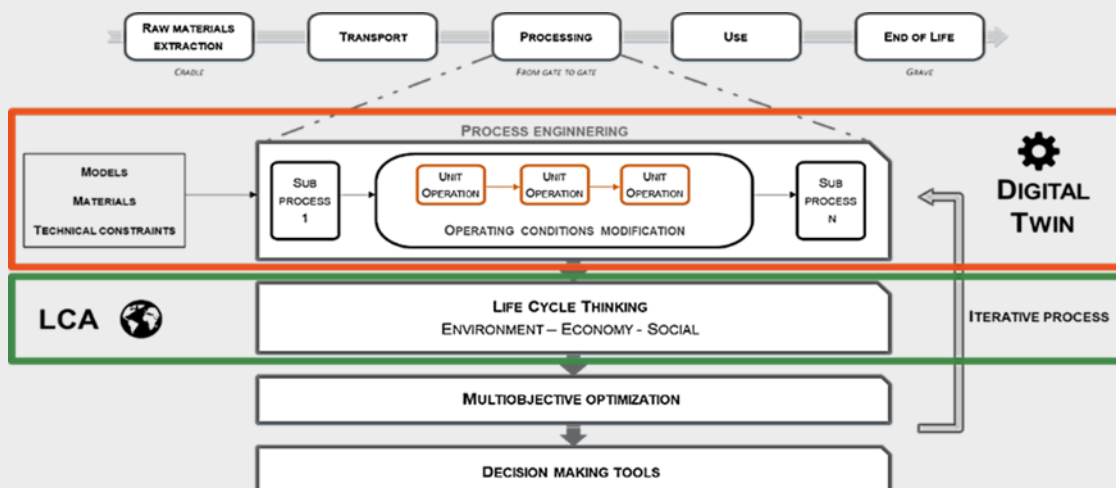 RAW MATERIALS
EXTRACTION
TRANSPORT
PROCESSING
USE
END OF LIFE
CRADLE
FROM GATE TO GATE
GRAVE
PROCESS ENGINNERING
MODELS
MATERIALS
TECHNICAL CONSTRAINTS
SUB
PROCESS
1
UNIT
OPERATION
UNIT
OPERATION
UNIT
OPERATION
OPERATING CONDITIONS MODIFICATION
SUB
PROCESS
N
DIGITAL
TWIN
LCA
LIFE CYCLE THINKING
ENVIRONMENT – ECONOMY - SOCIAL
ITERATIVE PROCESS
MULTIOBJECTIVE OPTIMIZATION
DECISION MAKING TOOLS